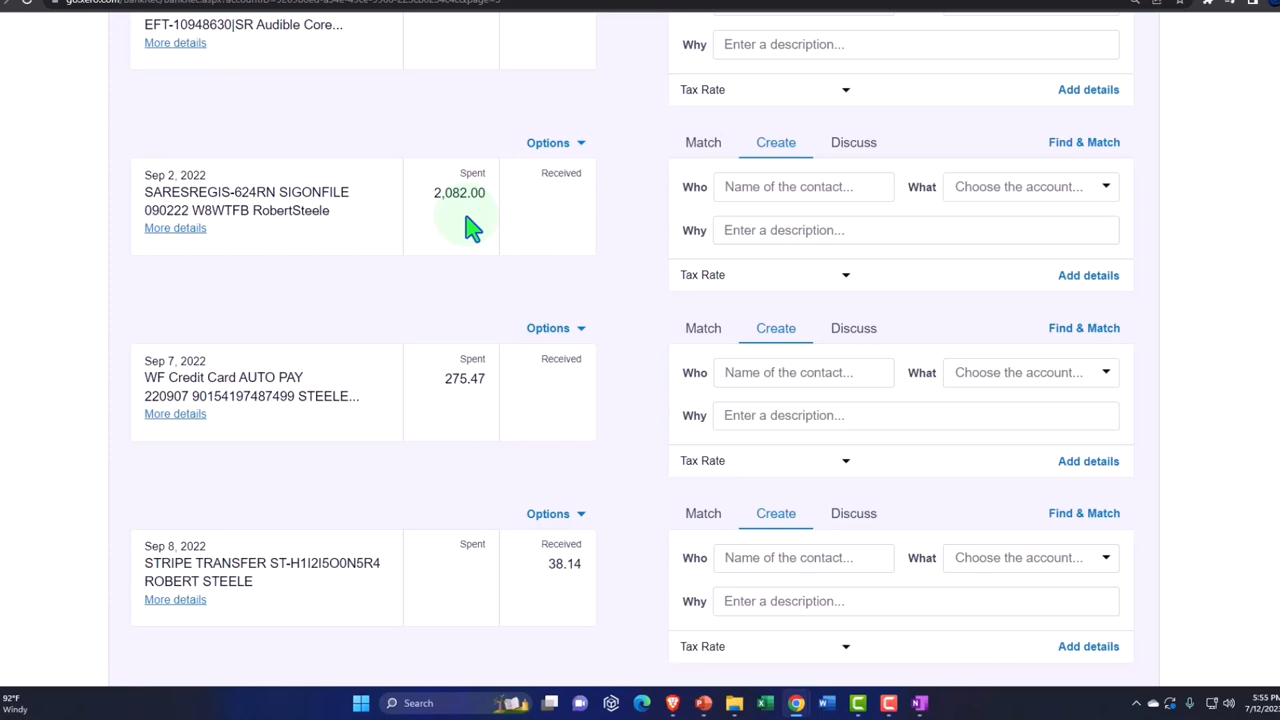 EFT-10948630|SR Audible Core...
More details
Why Enter a description...
Tax Rate Add details
Options
Match Create Discuss Find & Match
Sep 2, 2022 Spent Received
SARESREGIS-624RN SIGONFILE 2,082.00
090222 W8WTFB RobertSteele
More details
Who Name of the contact... What Choose the account...
Why Enter a description...
Tax Rate Add details
Options
Match Create Discuss Find & Match
Sep 7, 2022 Spent Received
WF Credit Card AUTO PAY 275.47
220907 90154197487499 STEELE...
More details
Who Name of the contact... What Choose the account...
Why Enter a description...
Tax Rate Add details
Options
Match Create Discuss Find & Match
Sep 8, 2022 Spent Received
STRIPE TRANSFER ST-H1I2I5O0N5R4 38.14
ROBERT STEELE
More details
Who Name of the contact... What Choose the account...
Why Enter a description...
Tax Rate Add details
92°F
Windy
Search
5:55 PM